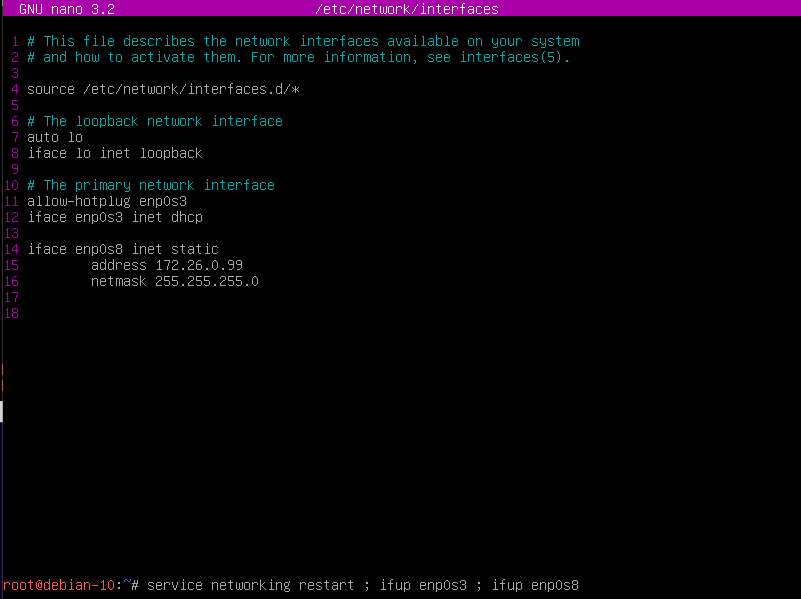 GNU nano 3.2 /etc/network/interfaces
1 # This file describes the network interfaces available on your system
2 # and how to activate them. For more information, see interfaces(5).
3
4 source /etc/network/interfaces.d/*
5
6 # The loopback network interface
7 auto lo
8 iface lo inet loopback
9
10 # The primary network interface
11 allow-hotplug enp0s3
12 iface enp0s3 inet dhcp
13
14 iface enp0s8 inet static
15 address 172.26.0.99
16 netmask 255.255.255.0
17
18
root@debian-10:~# service networking restart ; ifup enp0s3 ; ifup enp0s8